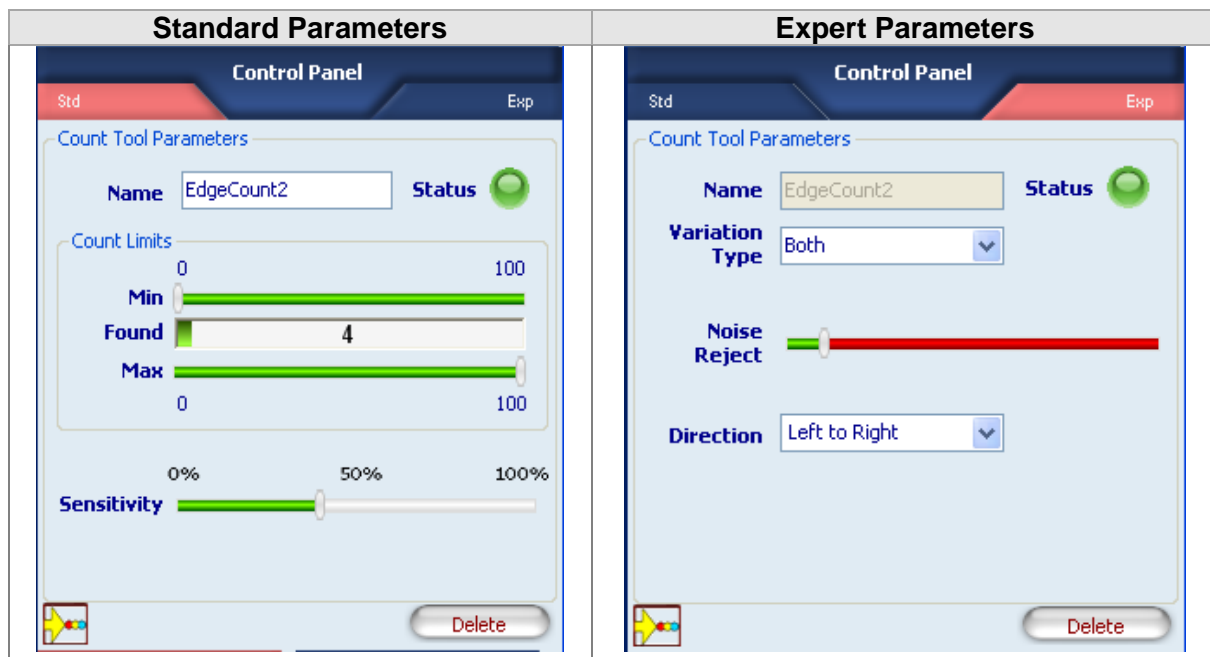 Standard Parameters
Expert Parameters
Control Panel
Std
Exp
Count Tool Parameters
Name
EdgeCount2
Status
Count Limits
0
100
Min
Found
4
Max
0
100
0%
50%
100%
Sensitivity
Delete
Control Panel
Std
Exp
Count Tool Parameters
Name
EdgeCount2
Status
Variation
Type
Both
Noise
Reject
Direction
Left to Right
Delete